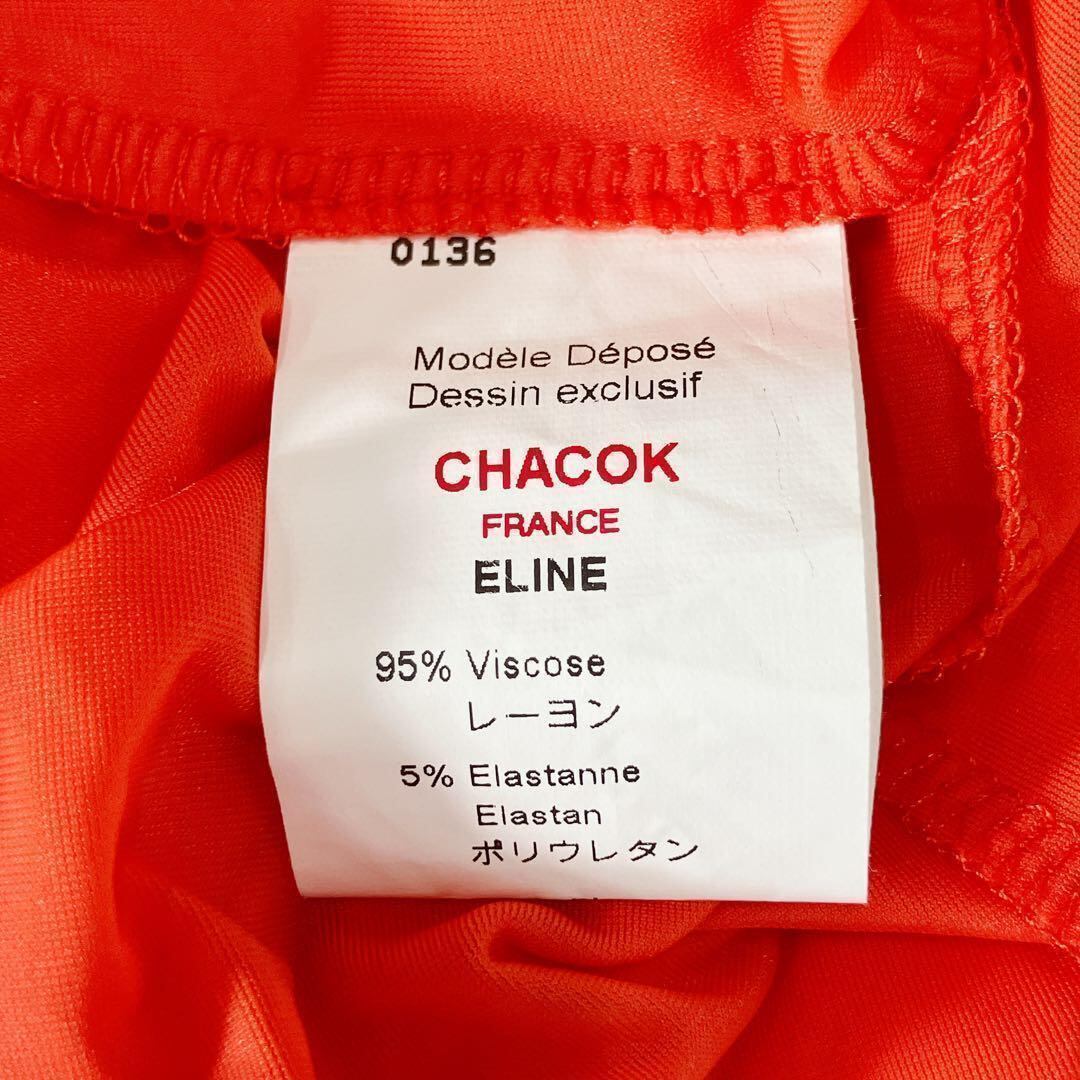 0136
Modèle Déposé
Dessin exclusif
CHACOK
FRANCE
ELINE
95% Viscose
レーヨン
5% Elastanne
Elastan
ポリウレタン